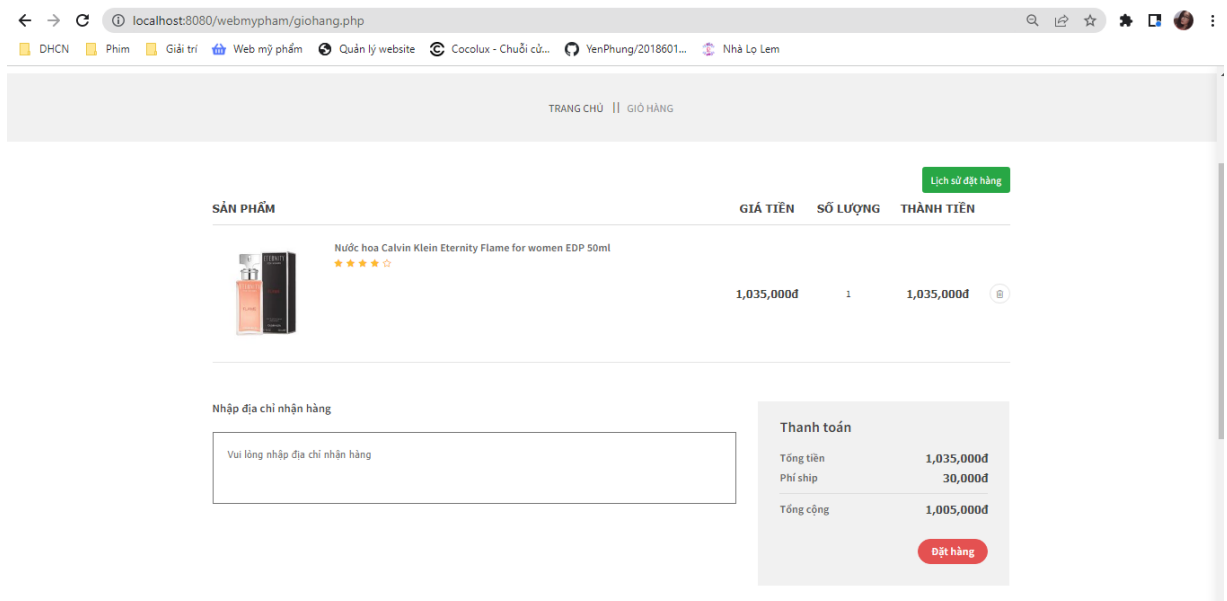 localhost:8080/webmypham/giohang.php
DHCN Phim Giải trí Web mỹ phẩm Quản lý website Cocolux - Chuỗi cử... YenPhung/2018601... Nhà Lọ Lem
TRANG CHỦ || GIỎ HÀNG
Lịch sử đặt hàng
SẢN PHẨM GIÁ TIỀN SỐ LƯỢNG THÀNH TIỀN
Nước hoa Calvin Klein Eternity Flame for women EDP 50ml
ETERNITY
1,035,000đ 1 1,035,000đ
Nhập địa chỉ nhận hàng
Vui lòng nhập địa chỉ nhận hàng
Thanh toán
Tổng tiền 1,035,000đ
Phí ship 30,000đ
Tổng cộng 1,005,000đ
Đặt hàng